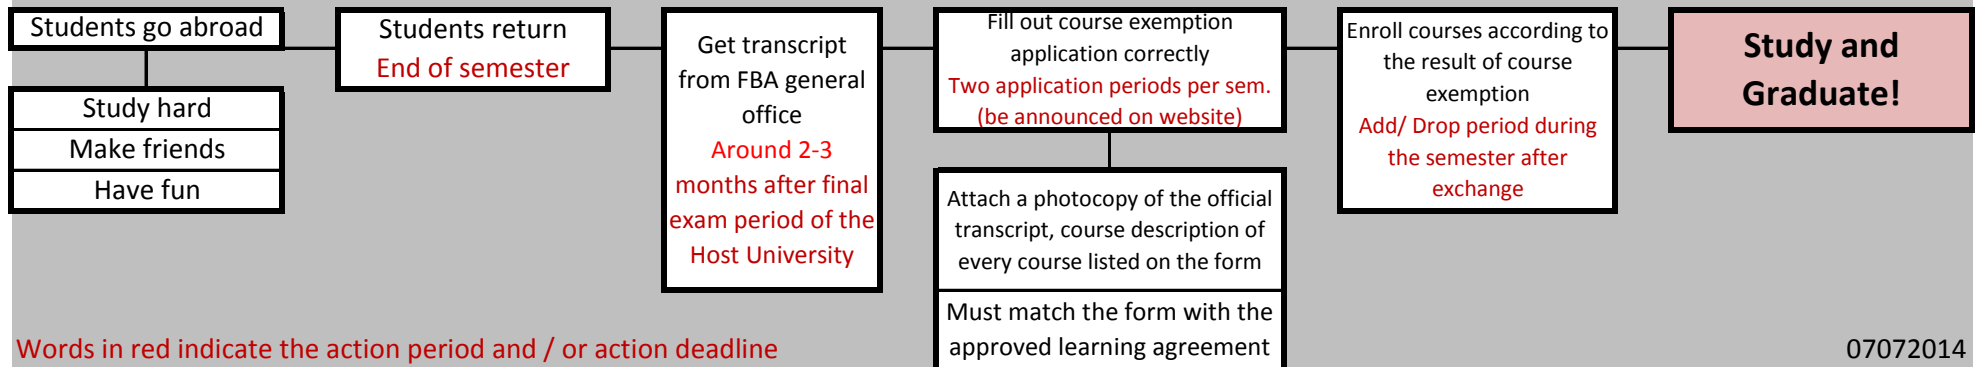 Students go abroad
Study hard
Make friends
Have fun
Students return
End of semester
Get transcript
from FBA general
office
Around 2-3
months after final
exam period of the
Host University
Fill out course exemption
application correctly
Two application periods per sem.
(be announced on website)
Attach a photocopy of the official
transcript, course description of
every course listed on the form
Must match the form with the
approved learning agreement
Enroll courses according to
the result of course
exemption
Add/ Drop period during
the semester after
exchange
Study and
Graduate!
Words in red indicate the action period and / or action deadline
07072014